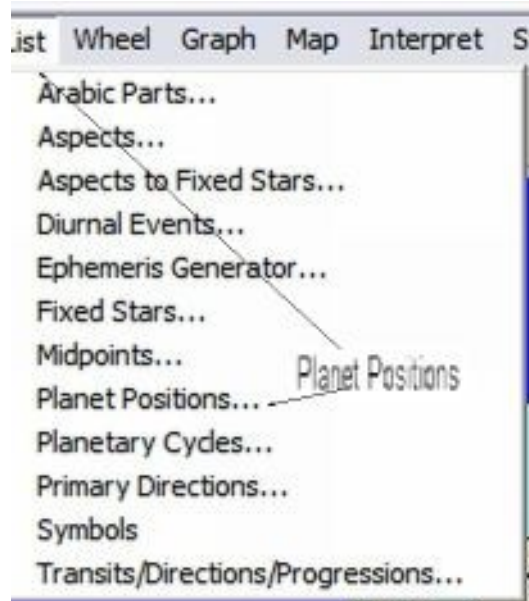 ist Wheel Graph Map Interpret S
Arabic Parts...
Aspects...
Aspects to Fixed Stars...
Diurnal Events...
Ephemeris Generator...
Fixed Stars...
Midpoints...
Planet Positions
Planet Positions...
Planetary Cycles...
Primary Directions...
Symbols
Transits/Directions/Progressions...